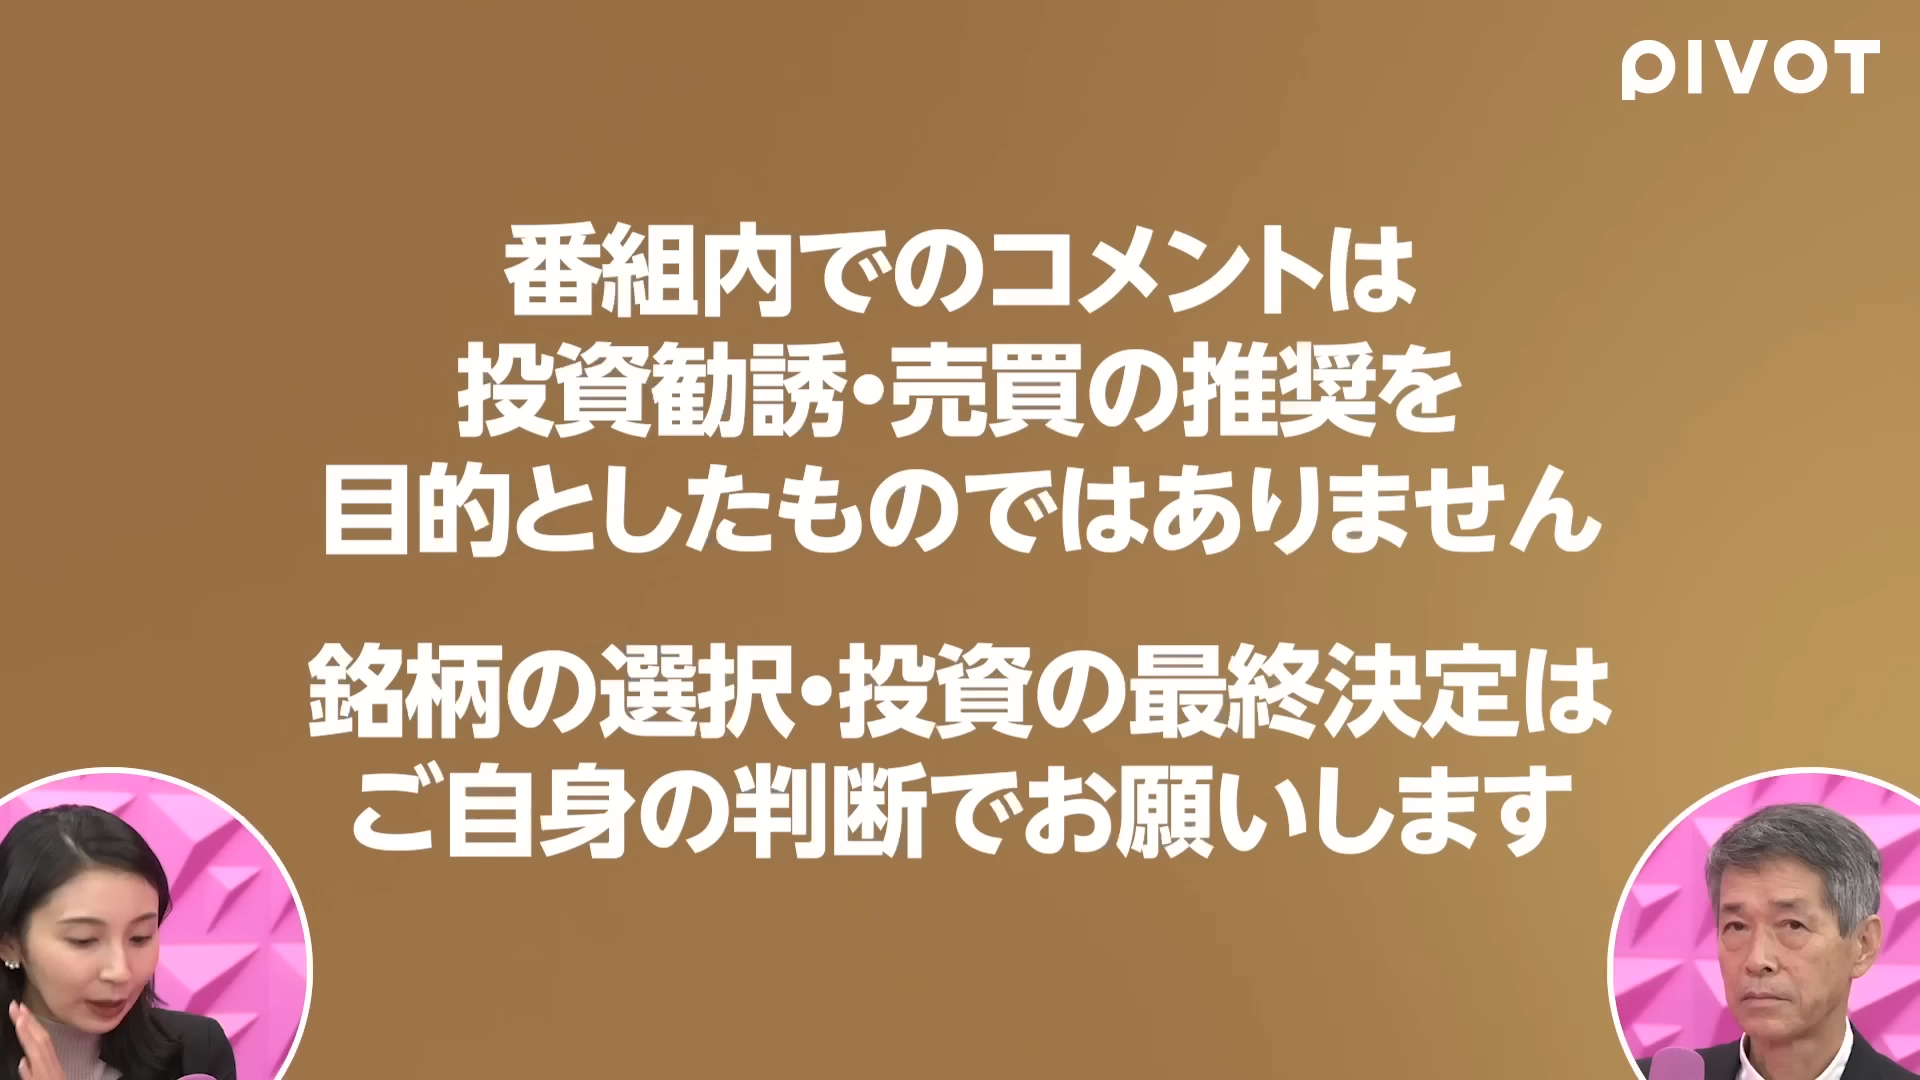 PIVOT
番組内でのコメントは
投資勧誘・売買の推奨を
目的としたものではありません
銘柄の選択・投資の最終決定は
ご自身の判断でお願いします